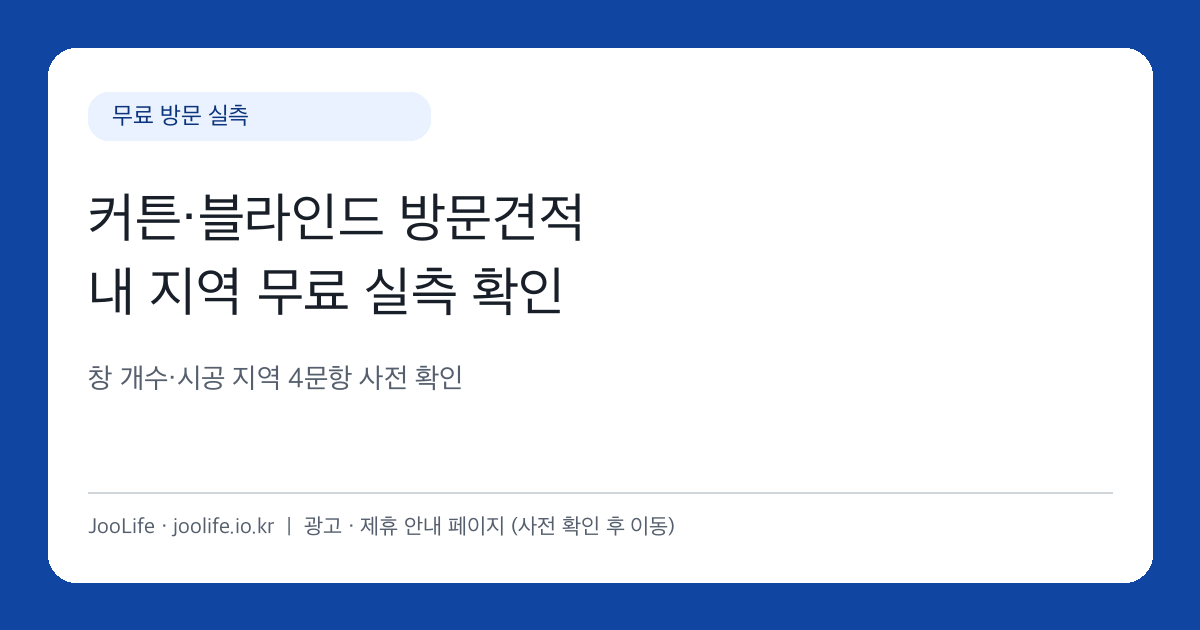 무료 방문 실측
커튼·블라인드 방문견적
내 지역 무료 실측 확인
창 개수·시공 지역 4문항 사전 확인
JooLife · joolife.io.kr | 광고 · 제휴 안내 페이지 (사전 확인 후 이동)